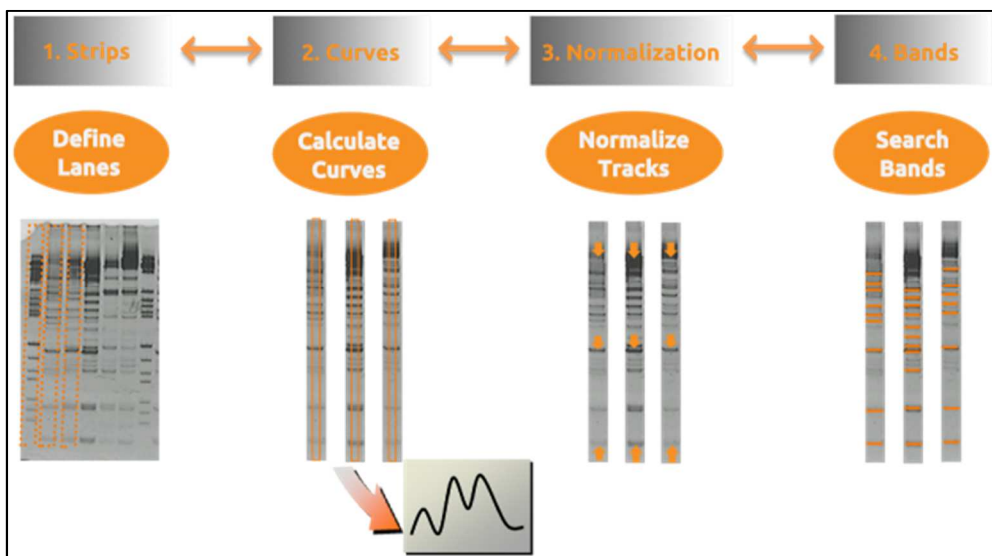 1. Strips
2. Curves
3. Normalization
4. Bands
Define
Lanes
Calculate
Curves
Normalize
Tracks
Search
Bands